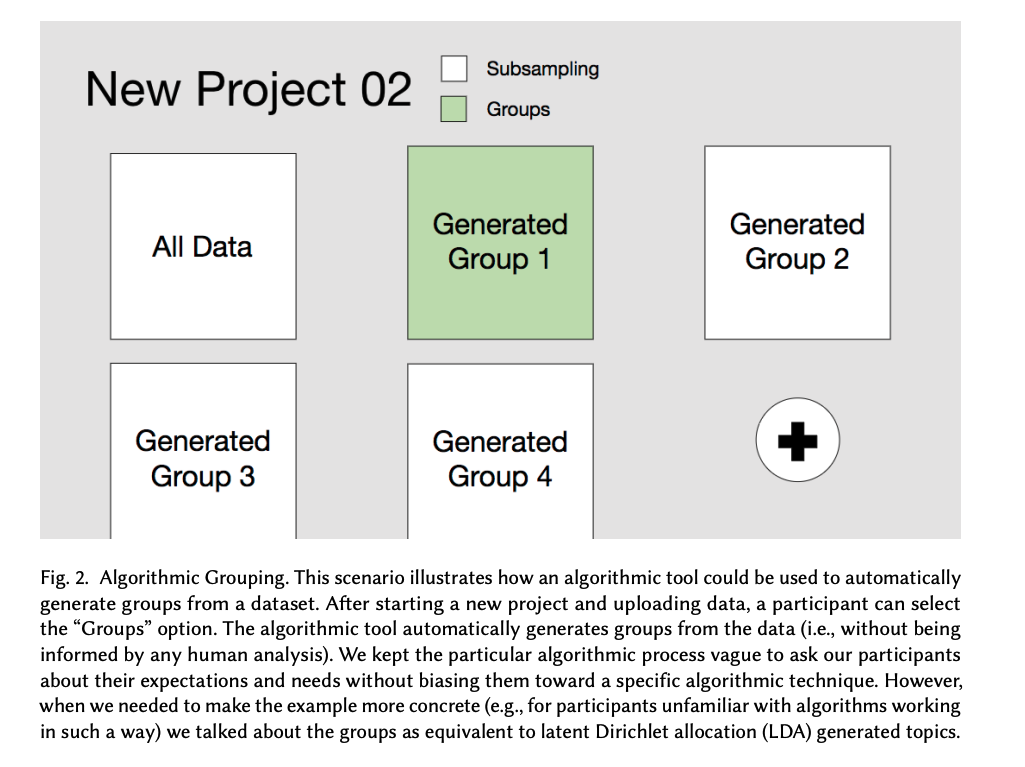 New Project 02
Subsampling
Groups
All Data
Generated
Group 1
Generated
Group 2
Generated
Group 3
Generated
Group 4
Fig. 2. Algorithmic Grouping. This scenario illustrates how an algorithmic tool could be used to automatically
generate groups from a dataset. After starting a new project and uploading data, a participant can select
the “Groups” option. The algorithmic tool automatically generates groups from the data (i.e., without being
informed by any human analysis). We kept the particular algorithmic process vague to ask our participants
about their expectations and needs without biasing them toward a specific algorithmic technique. However,
when we needed to make the example more concrete (e.g., for participants unfamiliar with algorithms working
in such a way) we talked about the groups as equivalent to latent Dirichlet allocation (LDA) generated topics.